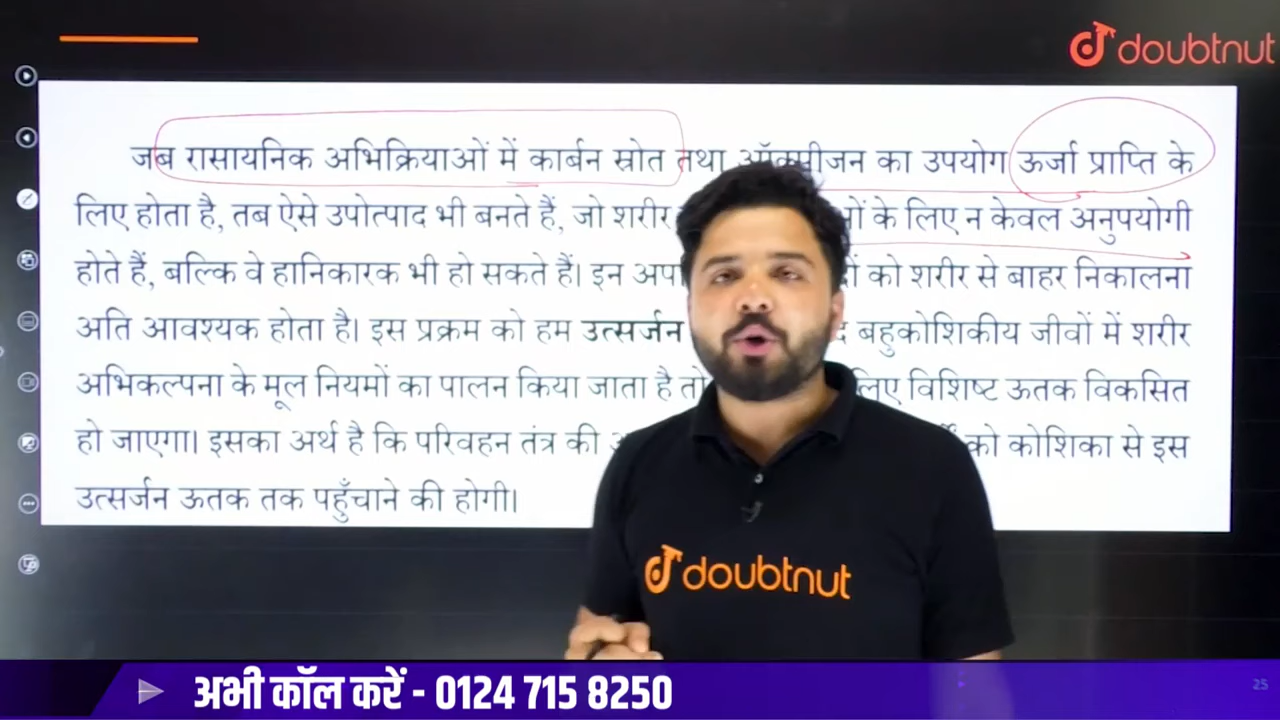 doubtnut
जब रासायनिक अभिक्रियाओं में कार्बन स्रोत तथा ऑक्सीजन का उपयोग ऊर्जा प्राप्ति के
लिए होता है, तब ऐसे उपोत्पाद भी बनते हैं, जो शरीर के लिए न केवल अनुपयोगी
होते हैं, बल्कि वे हानिकारक भी हो सकते हैं। इन को शरीर से बाहर निकालना
अति आवश्यक होता है। इस प्रक्रम को हम उत्सर्जन बहुकोशिकीय जीवों में शरीर
अभिकल्पना के मूल नियमों का पालन किया जाता है तो लिए विशिष्ट ऊतक विकसित
हो जाएगा। इसका अर्थ है कि परिवहन तंत्र की को कोशिका से इस
उत्सर्जन ऊतक तक पहुँचाने की होगी।
doubtnut
अभी कॉल करें - 0124 715 8250
25